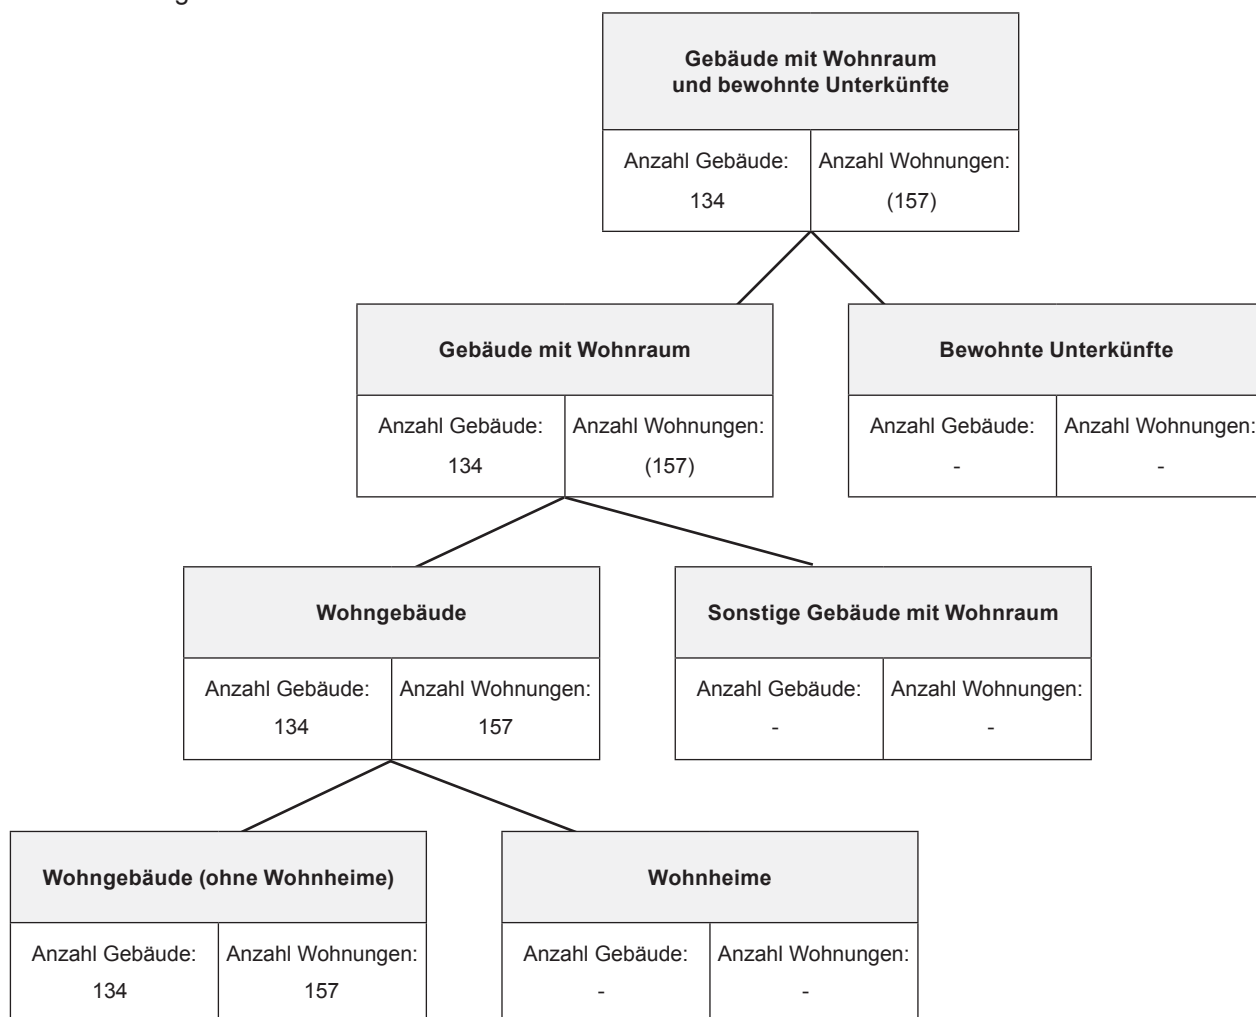 Gebäude mit Wohnraum
und bewohnte Unterkünfte
Anzahl Gebäude: Anzahl Wohnungen:
134 (157)
Gebäude mit Wohnraum
Bewohnte Unterkünfte
Anzahl Gebäude: Anzahl Wohnungen:
134 (157)
Anzahl Gebäude: Anzahl Wohnungen:
- -
Wohngebäude
Sonstige Gebäude mit Wohnraum
Anzahl Gebäude: Anzahl Wohnungen:
134 157
Anzahl Gebäude: Anzahl Wohnungen:
- -
Wohngebäude (ohne Wohnheime)
Wohnheime
Anzahl Gebäude: Anzahl Wohnungen:
134 157
Anzahl Gebäude: Anzahl Wohnungen:
- -